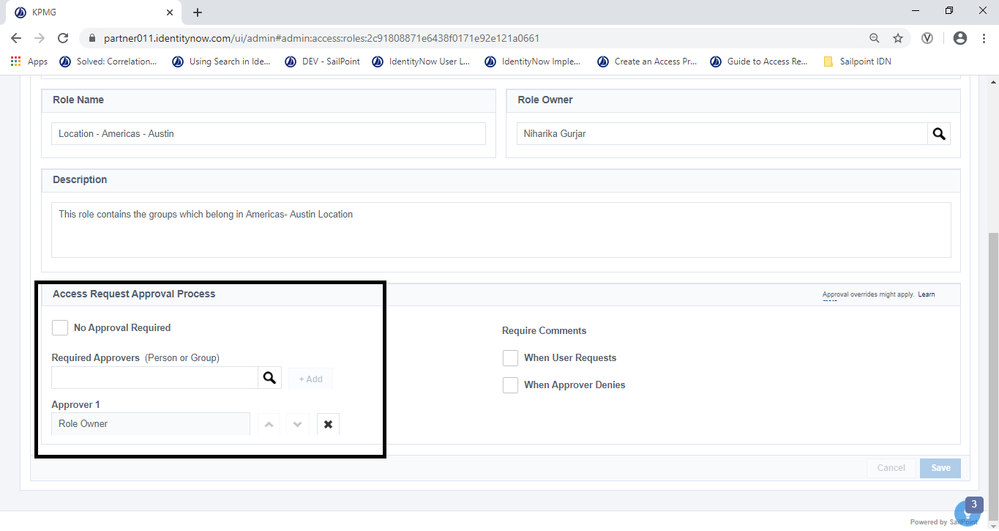 KPMG
partner011.identitynow.com/ui/admin#admin:access:roles:2c91808871e6438f0171e92e121a0661
Apps Solved: Correlation... Using Search in Ide... DEV - SailPoint IdentityNow User L... IdentityNow Imple... Create an Access Pr... Guide to Access Re... Sailpoint IDN
Role Name
Role Owner
Location - Americas - Austin
Niharika Gurjar
Description
This role contains the groups which belong in Americas- Austin Location
Access Request Approval Process
Approval overrides might apply. Learn
No Approval Required
Require Comments
Required Approvers (Person or Group)
When User Requests
+ Add
When Approver Denies
Approver 1
Role Owner
Cancel Save
3
Powered by SailPoint